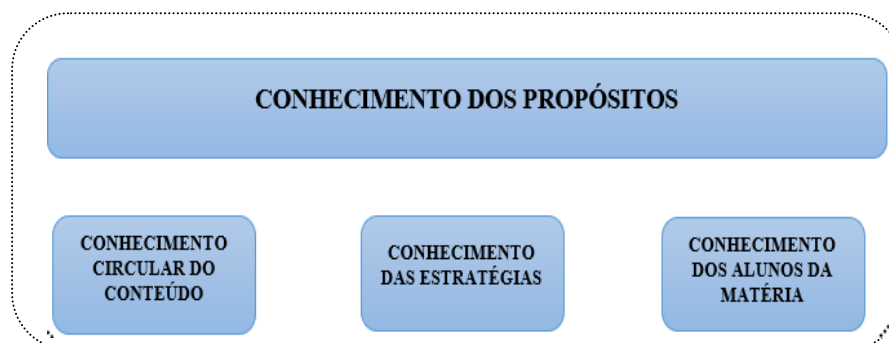 CONHECIMENTO DOS PROPÓSITOS
CONHECIMENTO
CIRCULAR DO
CONTEÚDO
CONHECIMENTO
DAS ESTRATÉGIAS
CONHECIMENTO
DOS ALUNOS DA
MATÉRIA